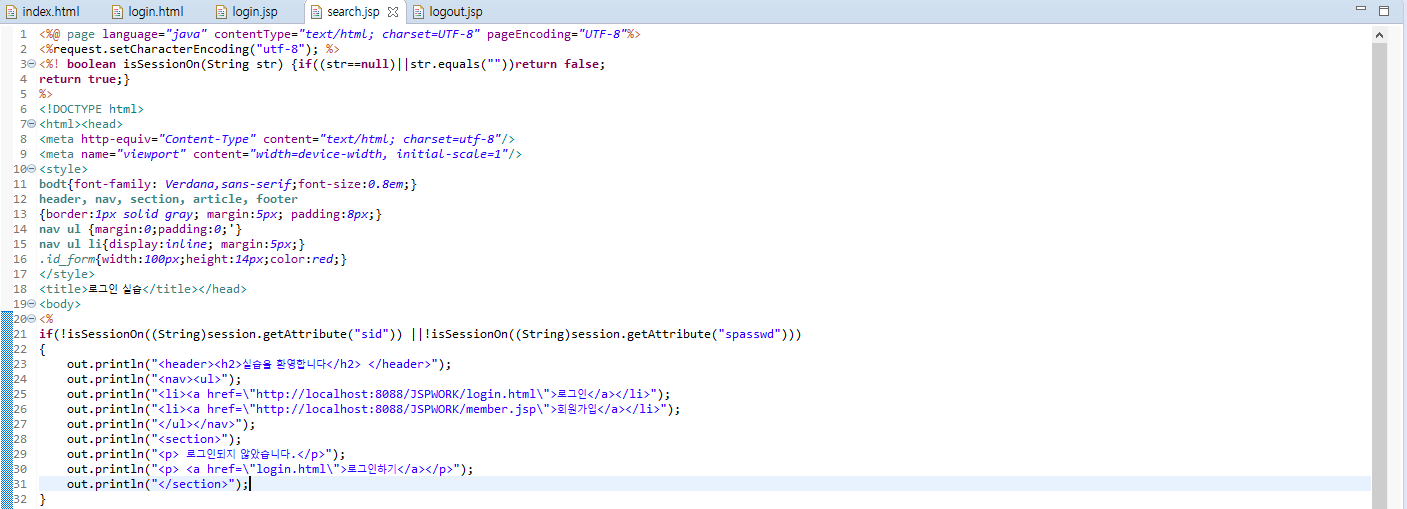 index.html login.html login.jsp search.jsp logout.jsp
1 <%@ page language="java" contentType="text/html; charset=UTF-8" pageEncoding="UTF-8"%>
2 <%request.setCharacterEncoding("utf-8"); %>
3 <%! boolean isSessionOn(String str) {if((str==null)||str.equals(""))return false;
4 return true;}
5 %>
6 <!DOCTYPE html>
7 <html><head>
8 <meta http-equiv="Content-Type" content="text/html; charset=utf-8"/>
9 <meta name="viewport" content="width=device-width, initial-scale=1"/>
10 <style>
11 bodt{font-family: Verdana,sans-serif;font-size:0.8em;}
12 header, nav, section, article, footer
13 {border:1px solid gray; margin:5px; padding:8px;}
14 nav ul {margin:0;padding:0;'}
15 nav ul li{display:inline; margin:5px;}
16 .id_form{width:100px;height:14px;color:red;}
17 </style>
18 <title>로그인 실습</title></head>
19 <body>
20 <%
21 if(!isSessionOn((String)session.getAttribute("sid")) ||!isSessionOn((String)session.getAttribute("spasswd")))
22 {
23     out.println("<header><h2>실습을 환영합니다</h2> </header>");
24     out.println("<nav><ul>");
25     out.println("<li><a href=\"http://localhost:8088/JSPWORK/login.html\">로그인</a></li>");
26     out.println("<li><a href=\"http://localhost:8088/JSPWORK/member.jsp\">회원가입</a></li>");
27     out.println("</ul></nav>");
28     out.println("<section>");
29     out.println("<p> 로그인되지 않았습니다.</p>");
30     out.println("<p> <a href=\"login.html\">로그인하기</a></p>");
31     out.println("</section>");
32 }